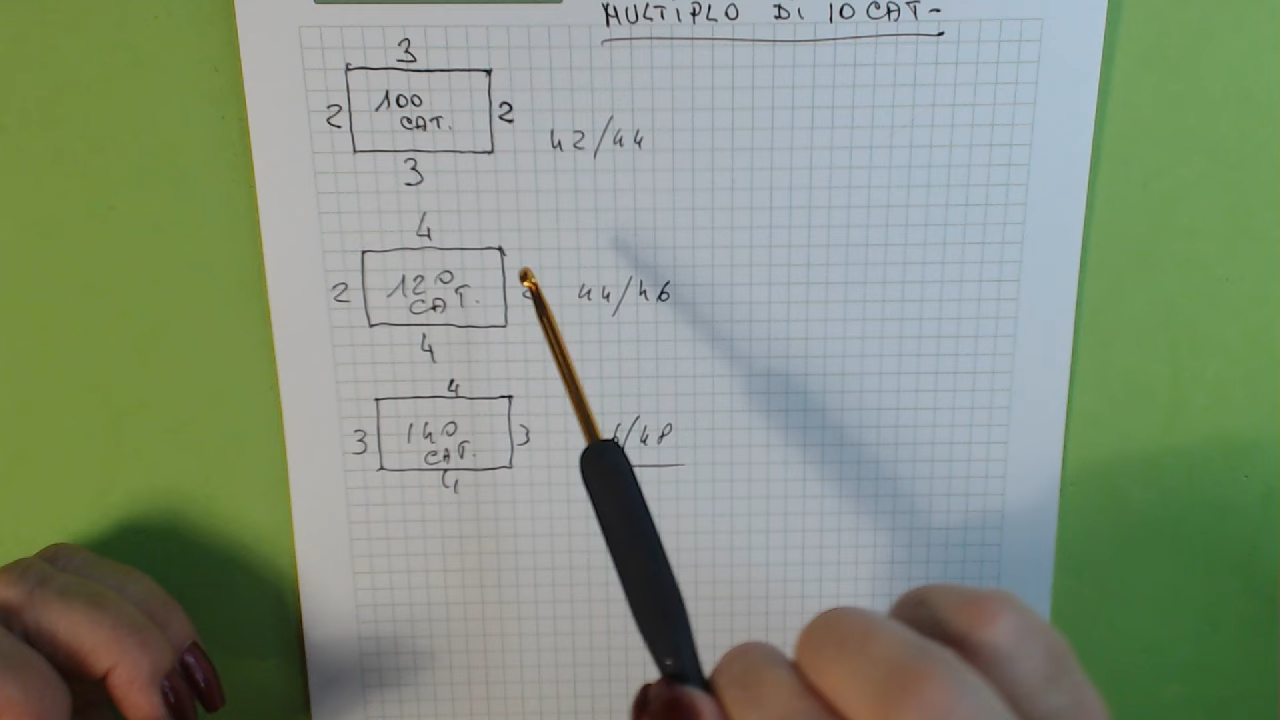 MULTIPLO DI 10 CAT-
3
2 100 2
CAT.
42/44
3
4
2 120
CAT.
44/46
4
4
3 140 3
CAT.
/48
4